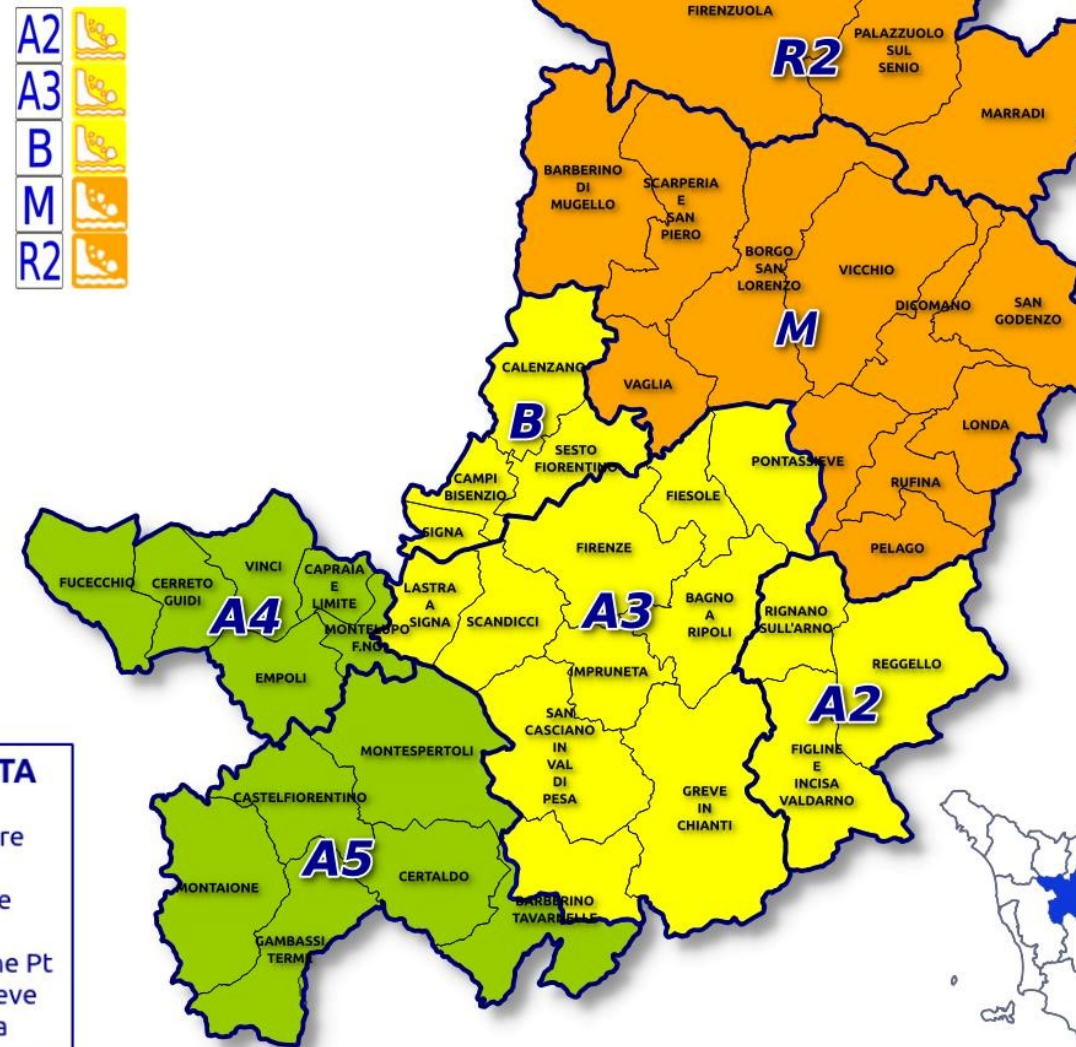 A2
A3
B
M
R2
FIRENZUOLA
R2
PALAZZUOLO
SUL
SENIO
MARRADI
BARBERINO
DI
MUGELLO
SCARPERIA
E
SAN
PIERO
BORGO
SAN
LORENZO
VICCHIO
DICOMANO
SAN
GODENZO
M
VAGLIA
LONDA
RUFINA
PELAGO
CALENZANO
B
SESTO
FIORENTINO
CAMPI
BISENZIO
SIGNA
PONTASSIEVE
FIESOLE
FIRENZE
LASTRA
A
SIGNA
SCANDICCI
A3
BAGNO
A
RIPOLI
IMPRUNETA
SAN
CASCIANO
IN
VAL
DI
PESA
GREVE
IN
CHIANTI
BARBERINO
TAVARNELLE
RIGNANO
SULL'ARNO
REGGELLO
A2
FIGLINE
E
INCISA
VALDARNO
FUCECCHIO
CERRETO
GUIDI
VINCI
CAPRAIA
E
LIMITE
A4
MONTELUPO
F.NO
EMPOLI
MONTESPERTOLI
CASTELFIORENTINO
A5
MONTAIONE
CERTALDO
GAMBASSI
TERME
TA
re
e
ne Pt
eve
a